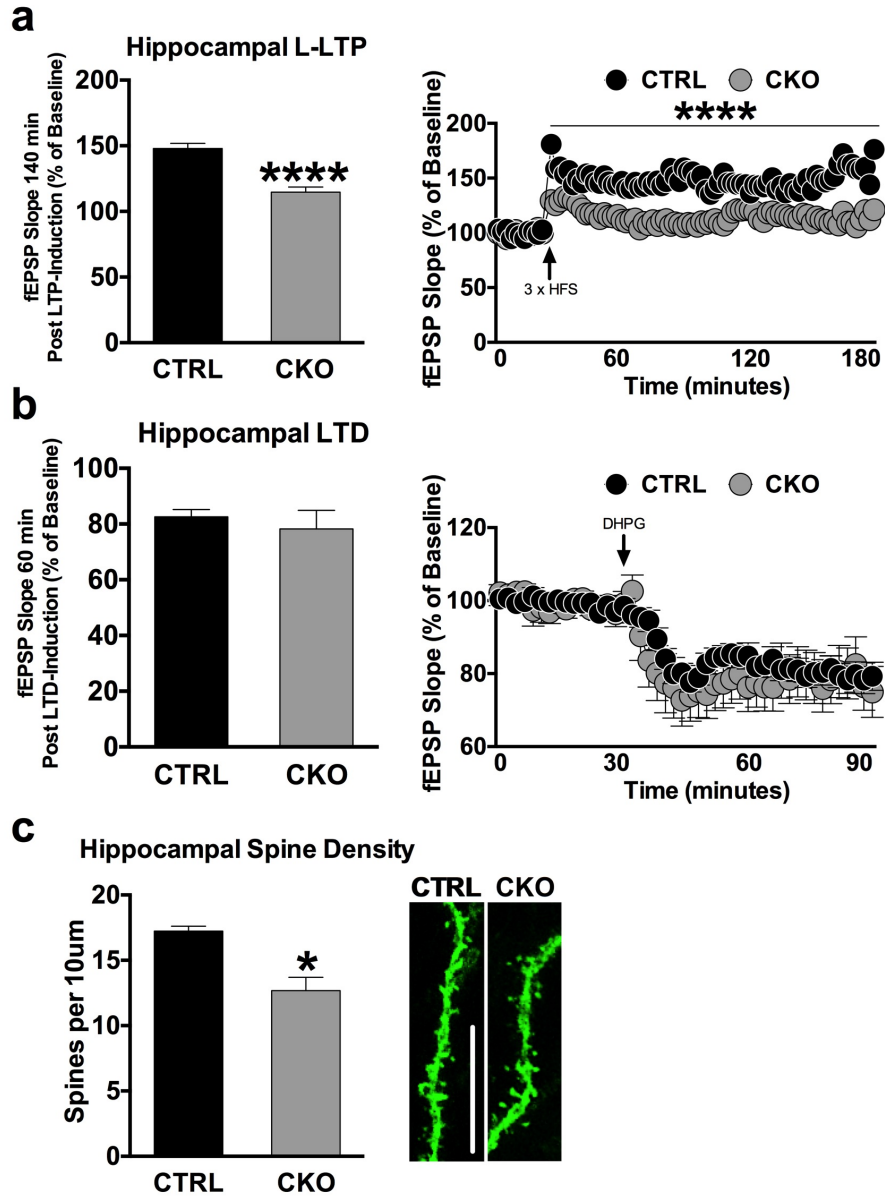 a
Hippocampal L-LTP
fEPSP Slope 140 min
Post LTP-Induction (% of Baseline)
200
150
100
50
0
****
CTRL CKO
CTRL CKO
****
fEPSP Slope (% of Baseline)
200
150
100
50
0
3 x HFS
0 60 120 180
Time (minutes)
b
Hippocampal LTD
fEPSP Slope 60 min
Post LTD-Induction (% of Baseline)
100
80
60
40
20
0
CTRL CKO
CTRL CKO
DHPG
fEPSP Slope (% of Baseline)
120
100
80
60
0 30 60 90
Time (minutes)
c
Hippocampal Spine Density
Spines per 10um
20
15
10
5
0
*
CTRL CKO
CTRL CKO